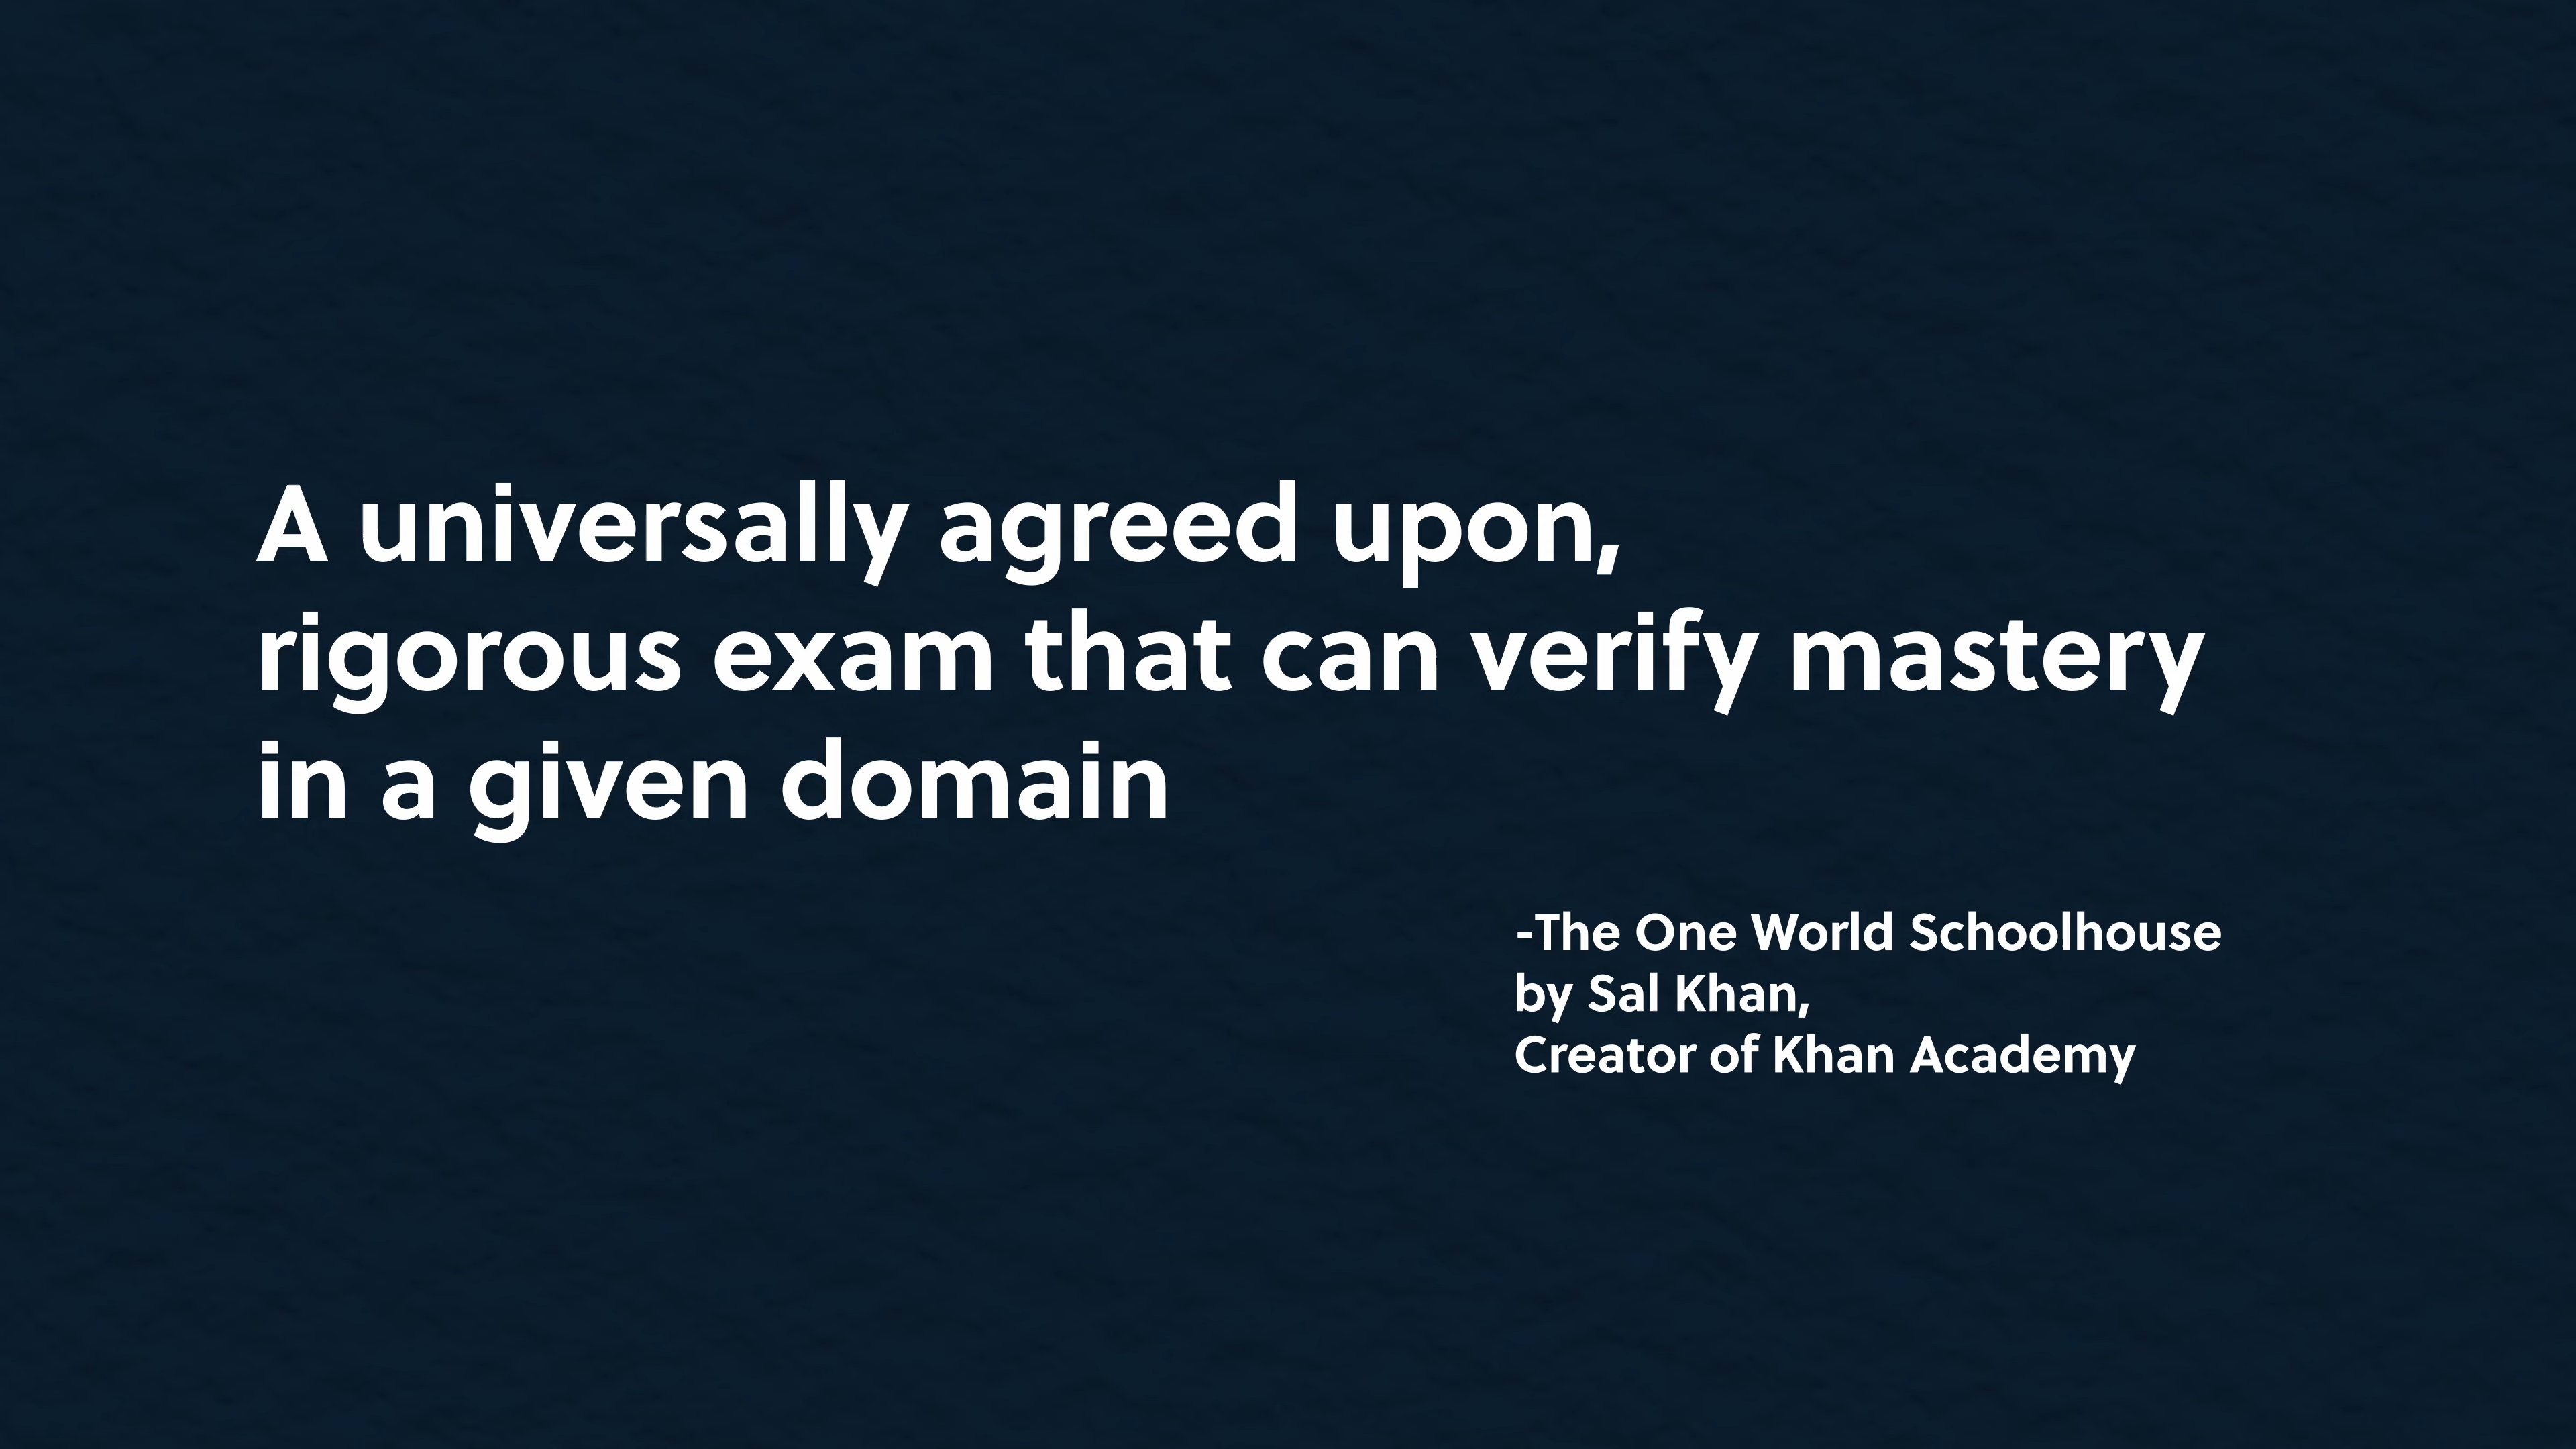 A universally agreed upon,
rigorous exam that can verify mastery
in a given domain
-The One World Schoolhouse
by Sal Khan,
Creator of Khan Academy